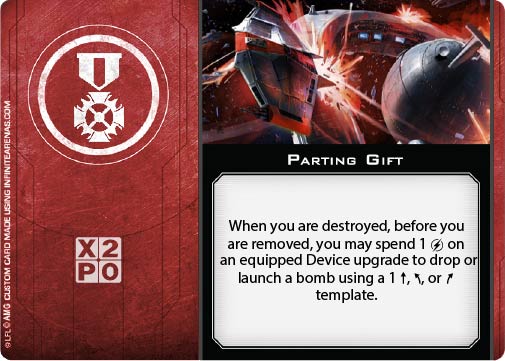 © LFL © AMG CUSTOM CARD MADE USING INFINITEARENAS.COM
X2
PO
PARTING GIFT
When you are destroyed, before you
are removed, you may spend 1 on
an equipped Device upgrade to drop or
launch a bomb using a 1 ↑, ↖, or ↗
template.